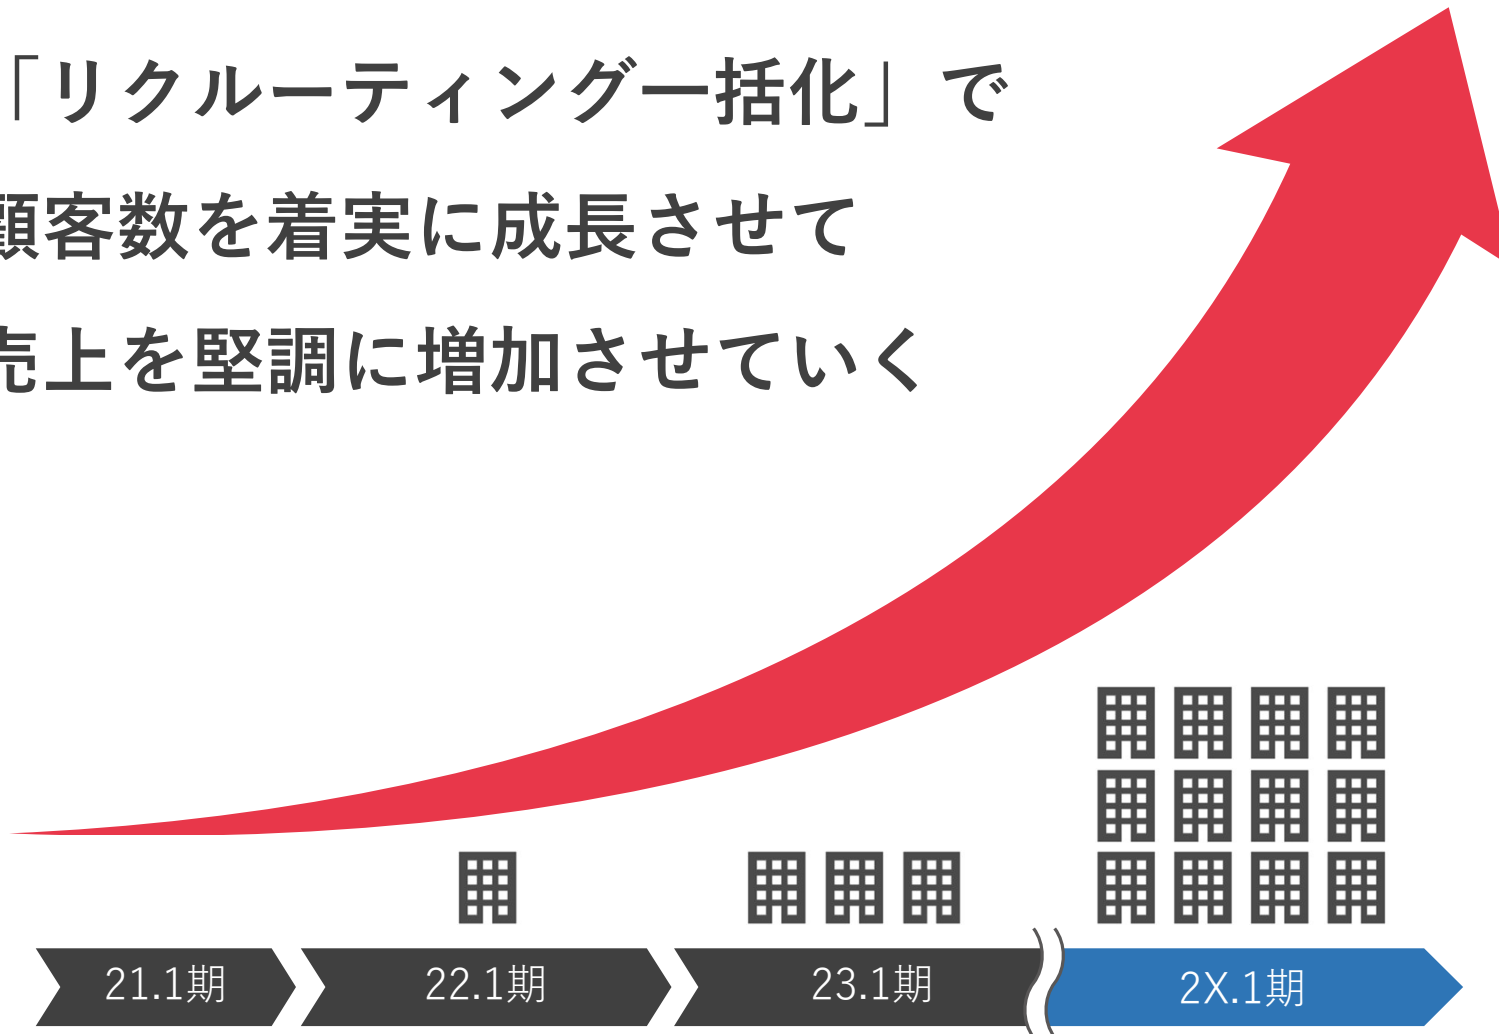 「リクルーティング一括化」で
顧客数を着実に成長させて
売上を堅調に増加させていく
21.1期
22.1期
23.1期
2X.1期